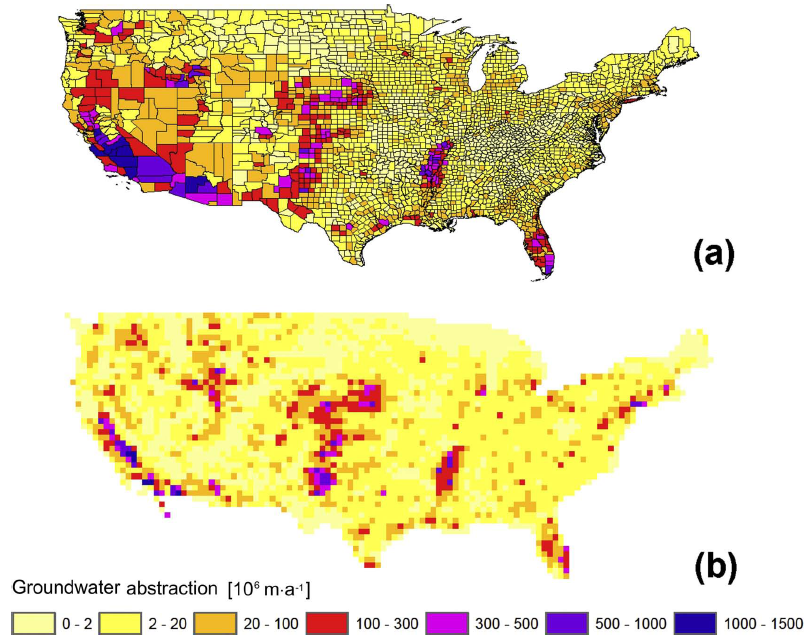 (a)
(b)
Groundwater abstraction [10⁶ m·a⁻¹]
0 - 2 2 - 20 20 - 100 100 - 300 300 - 500 500 - 1000 1000 - 1500